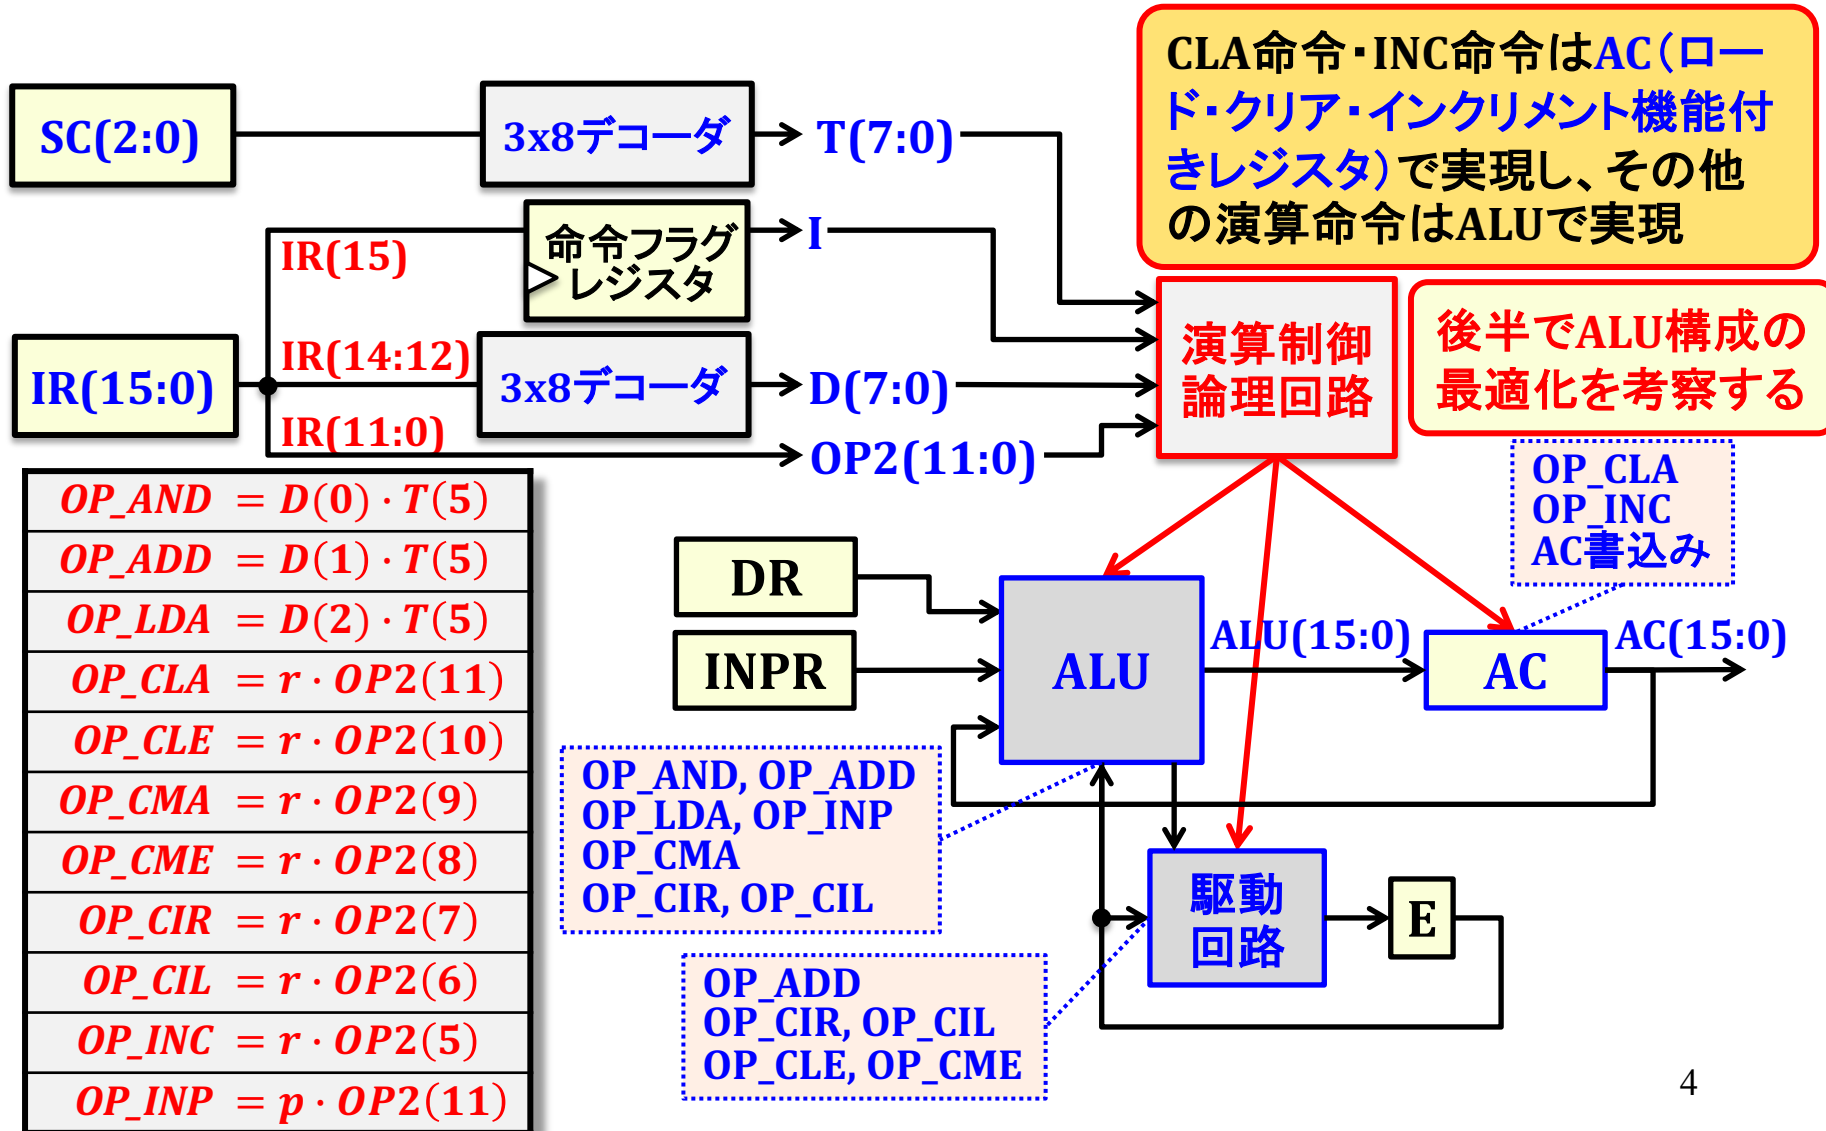 CLA命令・INC命令はAC(ロー
ド・クリア・インクリメント機能付
きレジスタ)で実現し、その他
の演算命令はALUで実現
SC(2:0)
3x8デコーダ
T(7:0)
IR(15)
命令フラグ
レジスタ
I
IR(15:0)
IR(14:12)
3x8デコーダ
D(7:0)
IR(11:0)
OP2(11:0)
演算制御
論理回路
後半でALU構成の
最適化を考察する
OP_AND = D(0) · T(5)
OP_ADD = D(1) · T(5)
OP_LDA = D(2) · T(5)
OP_CLA = r · OP2(11)
OP_CLE = r · OP2(10)
OP_CMA = r · OP2(9)
OP_CME = r · OP2(8)
OP_CIR = r · OP2(7)
OP_CIL = r · OP2(6)
OP_INC = r · OP2(5)
OP_INP = p · OP2(11)
OP_CLA
OP_INC
AC書込み
DR
INPR
ALU
ALU(15:0)
AC
AC(15:0)
OP_AND, OP_ADD
OP_LDA, OP_INP
OP_CMA
OP_CIR, OP_CIL
駆動
回路
E
OP_ADD
OP_CIR, OP_CIL
OP_CLE, OP_CME
4